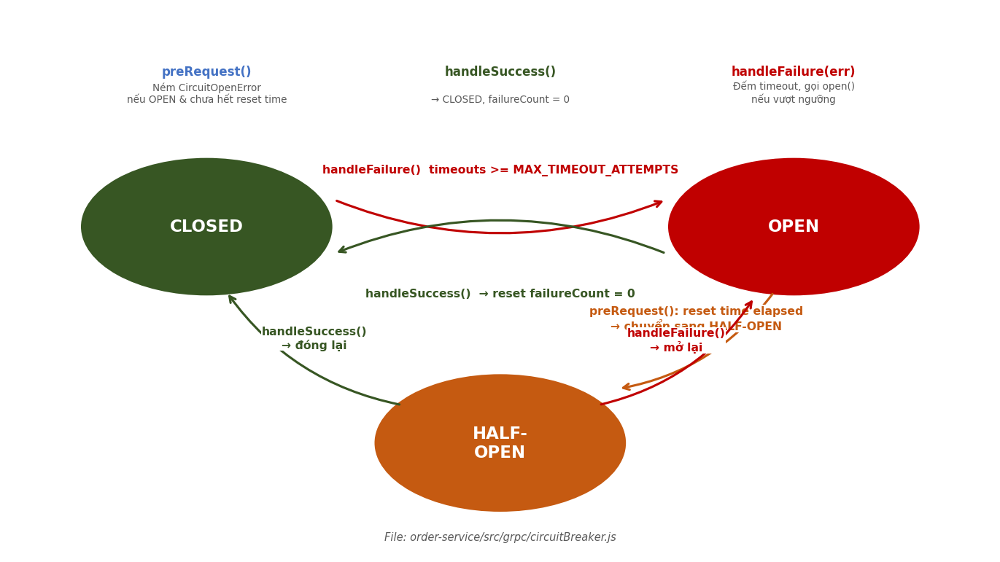 preRequest()
Ném CircuitOpenError
nếu OPEN & chưa hết reset time
handleSuccess()
→ CLOSED, failureCount = 0
handleFailure(err)
Đếm timeout, gọi open()
nếu vượt ngưỡng
handleFailure()  timeouts >= MAX_TIMEOUT_ATTEMPTS
CLOSED
OPEN
handleSuccess()  → reset failureCount = 0
preRequest(): reset time elapsed
→ chuyển sang HALF-OPEN
handleSuccess()
→ đóng lại
handleFailure()
→ mở lại
HALF-
OPEN
File: order-service/src/grpc/circuitBreaker.js